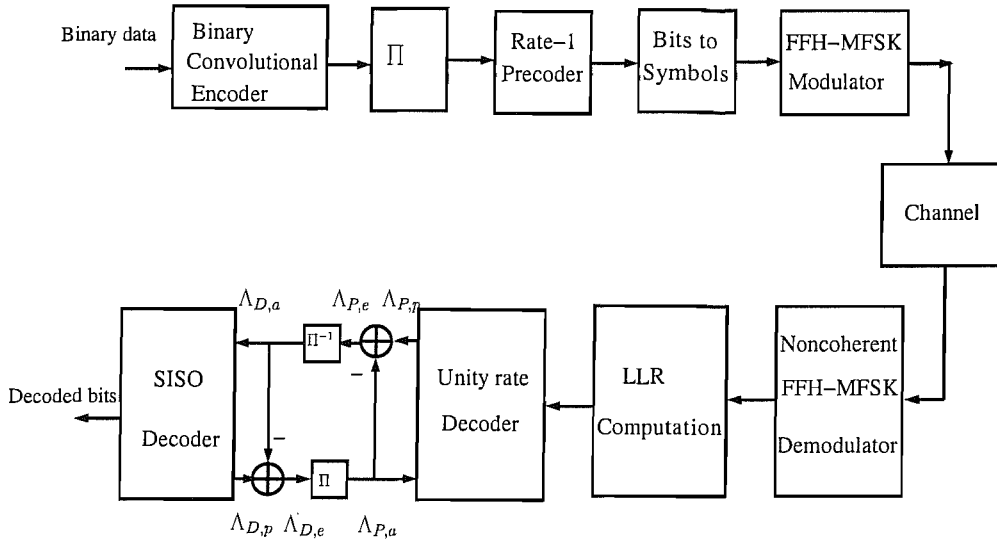 Binary data
Binary
Convolutional
Encoder
Π
Rate-1
Precoder
Bits to
Symbols
FFH-MFSK
Modulator
Channel
Λ_{D,a}
Λ_{P,e}
Λ_{P,p}
Π^{-1}
−
SISO
Decoder
Decoded bits
−
Π
Λ_{D,p}
Λ_{D,e}
Λ_{P,a}
Unity rate
Decoder
LLR
Computation
Noncoherent
FFH-MFSK
Demodulator